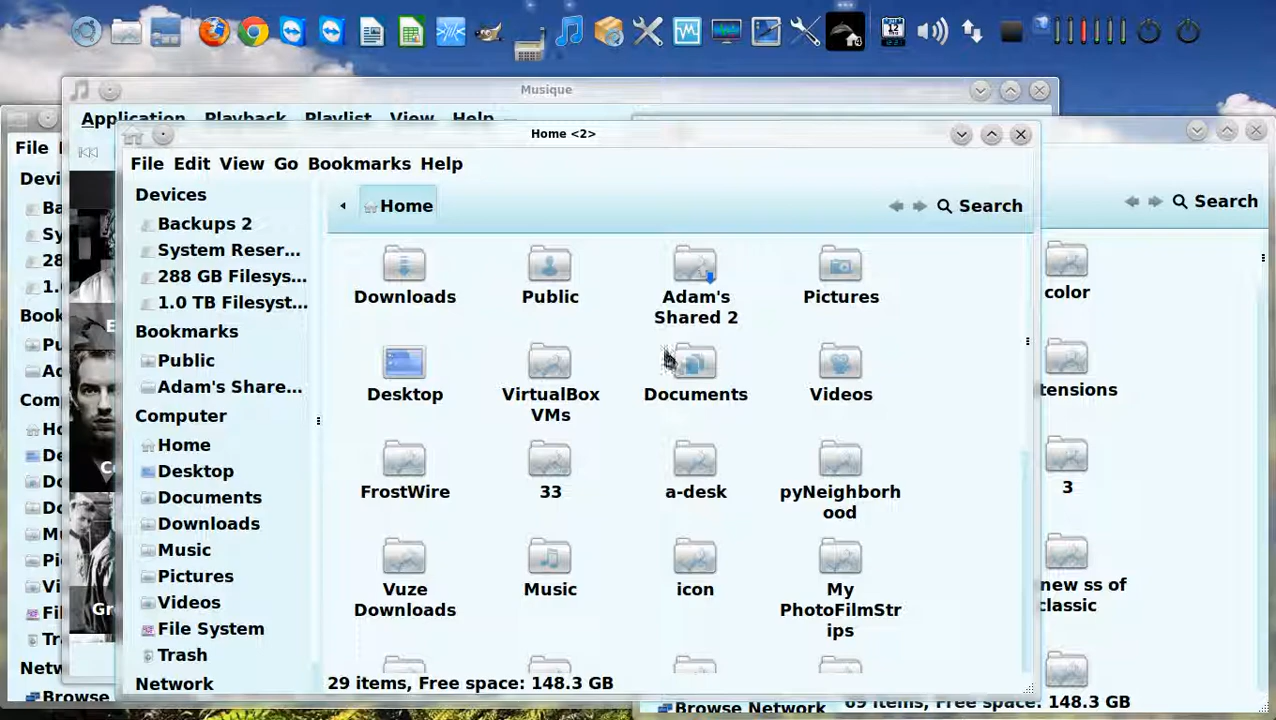 Musique
Application Playback Playlist View Help
Home <2>
File Edit View Go Bookmarks Help
File
Devices
Backups 2
System Reser...
288 GB Filesys...
1.0 TB Filesyst...
Bookmarks
Public
Adam's Share...
Computer
Home
Desktop
Documents
Downloads
Music
Pictures
Videos
File System
Trash
Network
Home
Search
Downloads
Public
Adam's
Shared 2
Pictures
Desktop
VirtualBox
VMs
Documents
Videos
FrostWire
33
a-desk
pyNeighborh
ood
Vuze
Downloads
Music
icon
My
PhotoFilmStr
ips
29 items, Free space: 148.3 GB
Search
color
tensions
3
new ss of
classic
69 items, Free space: 148.3 GB
Browse Network
Browse